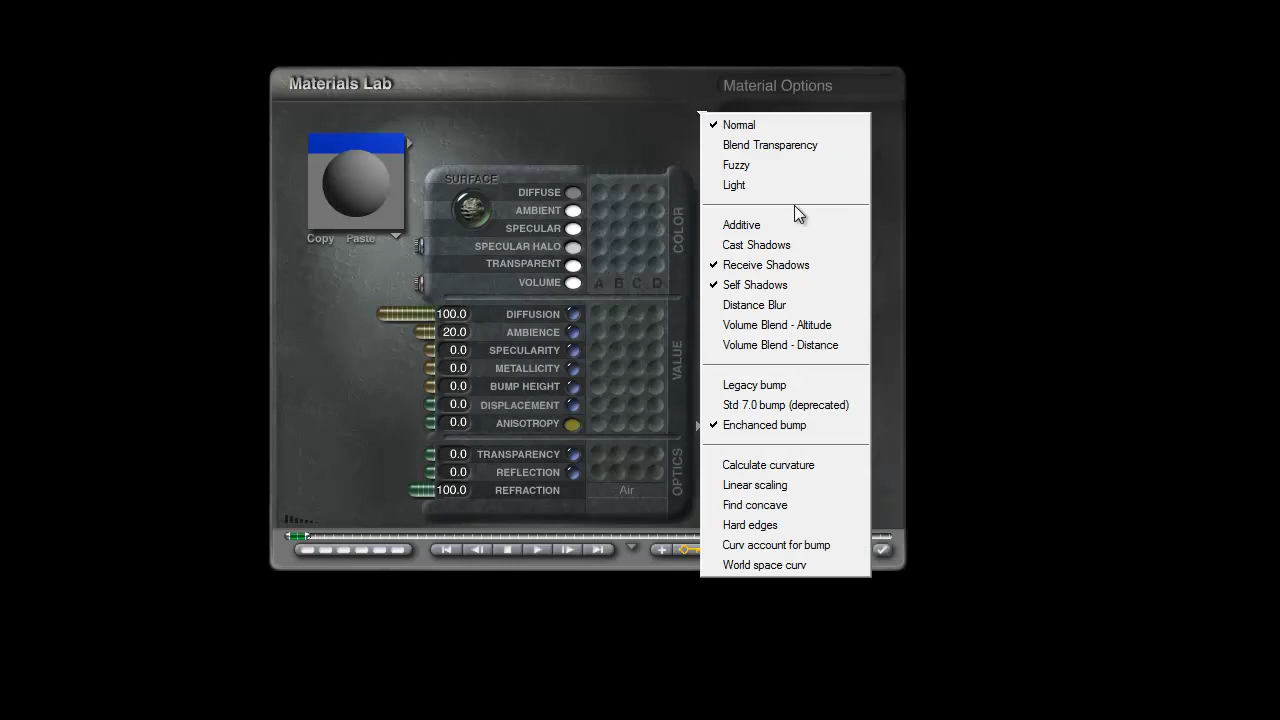 Materials Lab
Material Options
Copy Paste
SURFACE
DIFFUSE
AMBIENT
SPECULAR
SPECULAR HALO
TRANSPARENT
VOLUME
COLOR
A B C D
100.0 DIFFUSION
20.0 AMBIENCE
0.0 SPECULARITY
0.0 METALLICITY
0.0 BUMP HEIGHT
0.0 DISPLACEMENT
0.0 ANISOTROPY
VALUE
0.0 TRANSPARENCY
0.0 REFLECTION
100.0 REFRACTION Air
OPTICS
Normal
Blend Transparency
Fuzzy
Light
Additive
Cast Shadows
Receive Shadows
Self Shadows
Distance Blur
Volume Blend - Altitude
Volume Blend - Distance
Legacy bump
Std 7.0 bump (deprecated)
Enchanced bump
Calculate curvature
Linear scaling
Find concave
Hard edges
Curv account for bump
World space curv